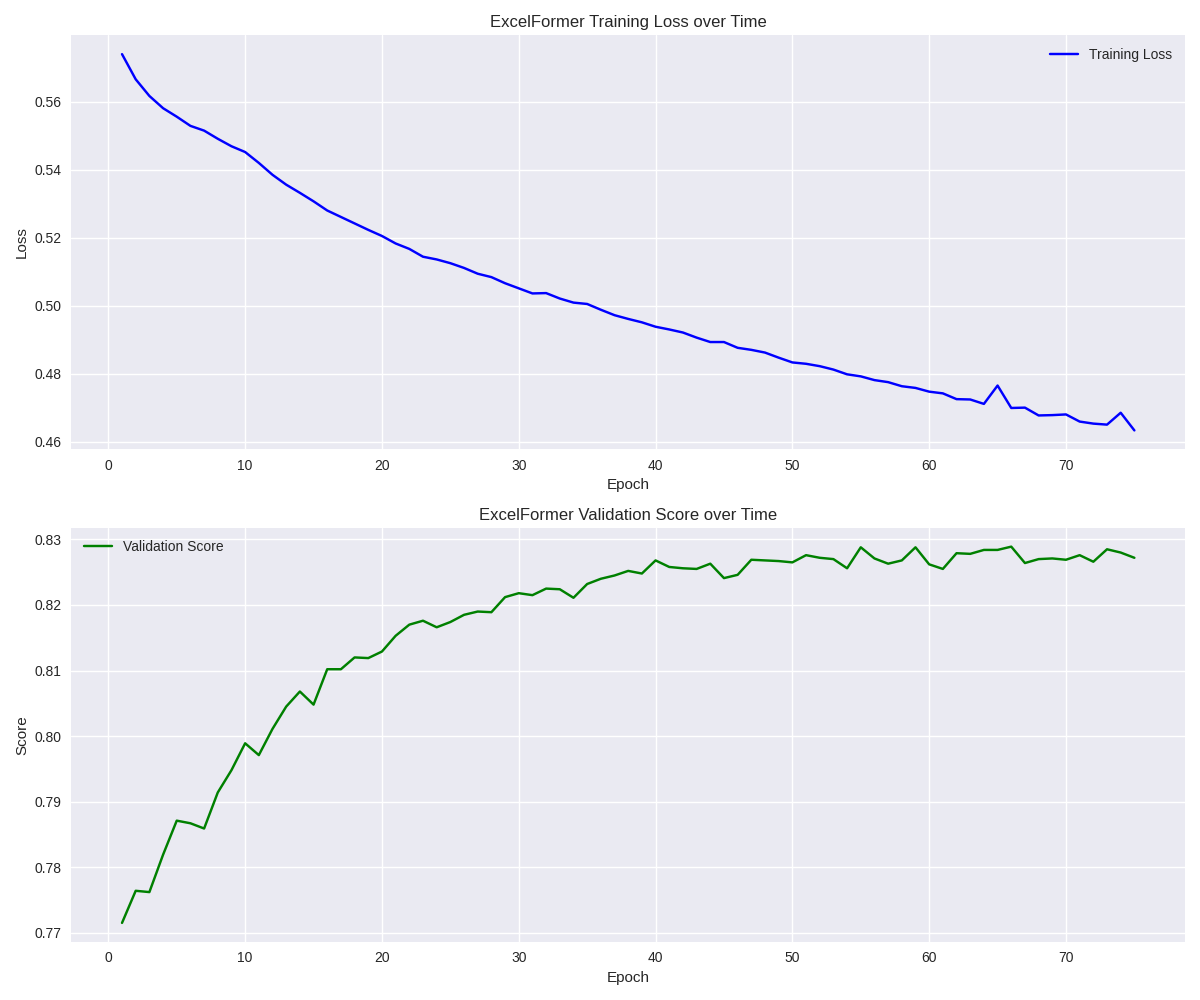 ExcelFormer Training Loss over Time
Training Loss
0.56
0.54
0.52
0.50
0.48
0.46
Loss
0 10 20 30 40 50 60 70
Epoch
ExcelFormer Validation Score over Time
Validation Score
0.83
0.82
0.81
0.80
0.79
0.78
0.77
Score
0 10 20 30 40 50 60 70
Epoch